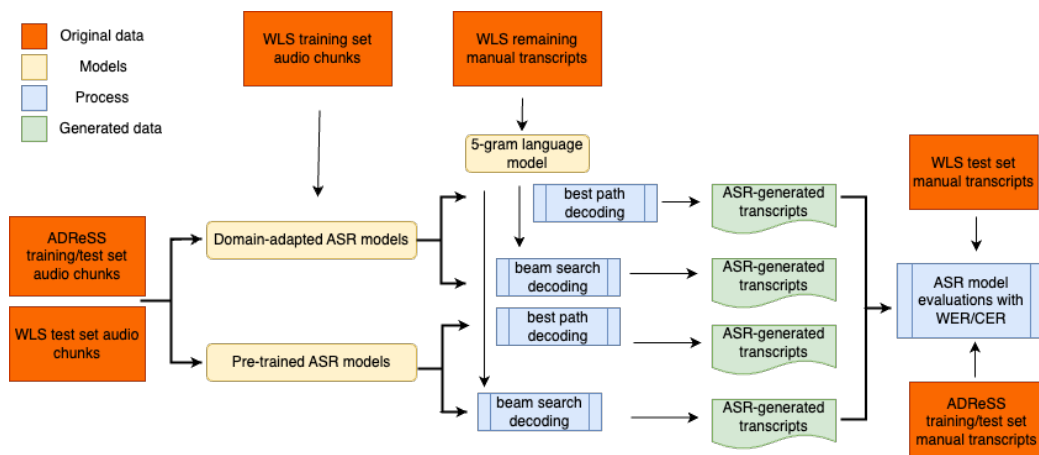 Original data
Models
Process
Generated data
WLS training set
audio chunks
WLS remaining
manual transcripts
5-gram language
model
ADReSS
training/test set
audio chunks
WLS test set audio
chunks
Domain-adapted ASR models
Pre-trained ASR models
best path
decoding
beam search
decoding
best path
decoding
beam search
decoding
ASR-generated
transcripts
ASR-generated
transcripts
ASR-generated
transcripts
ASR-generated
transcripts
WLS test set
manual transcripts
ASR model
evaluations with
WER/CER
ADReSS
training/test set
manual transcripts